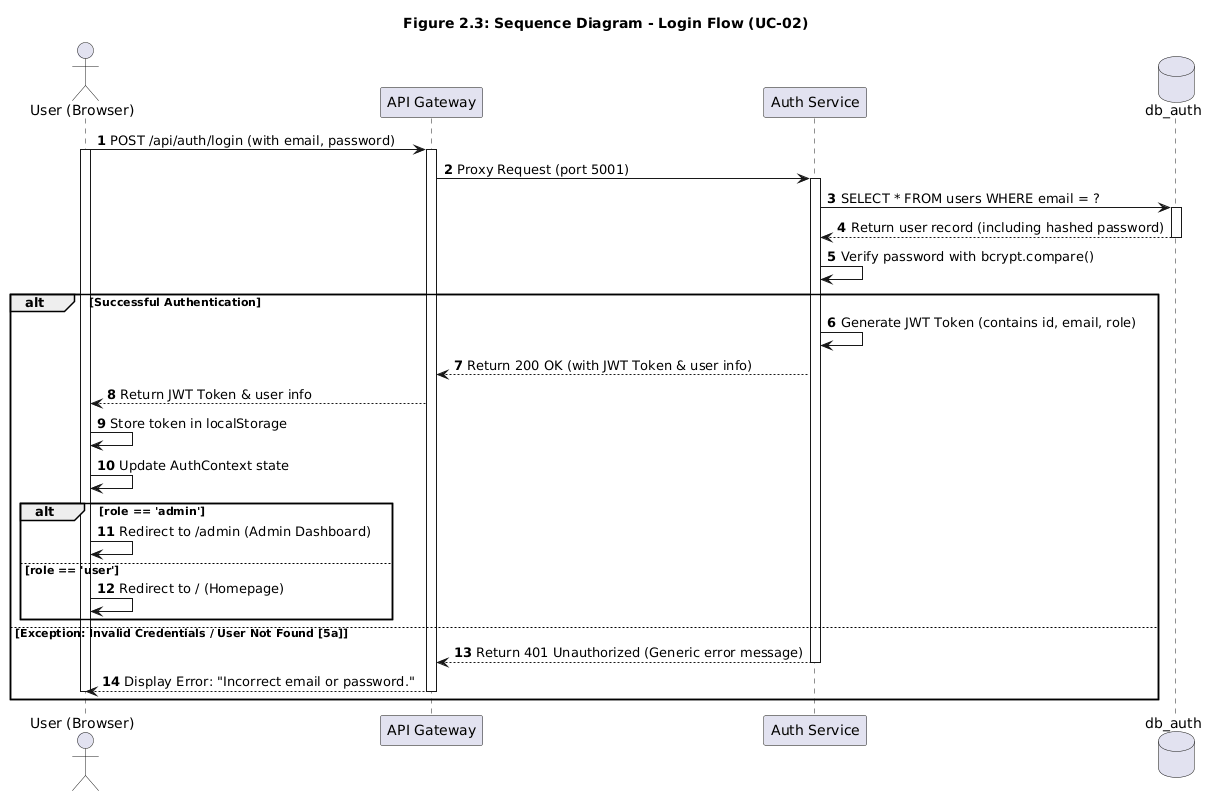 Figure 2.3: Sequence Diagram - Login Flow (UC-02)
User (Browser)
API Gateway
Auth Service
db_auth
1 POST /api/auth/login (with email, password)
2 Proxy Request (port 5001)
3 SELECT * FROM users WHERE email = ?
4 Return user record (including hashed password)
5 Verify password with bcrypt.compare()
alt [Successful Authentication]
6 Generate JWT Token (contains id, email, role)
7 Return 200 OK (with JWT Token & user info)
8 Return JWT Token & user info
9 Store token in localStorage
10 Update AuthContext state
alt [role == 'admin']
11 Redirect to /admin (Admin Dashboard)
[role == 'user']
12 Redirect to / (Homepage)
[Exception: Invalid Credentials / User Not Found [5a]]
13 Return 401 Unauthorized (Generic error message)
14 Display Error: "Incorrect email or password."
User (Browser)
API Gateway
Auth Service
db_auth